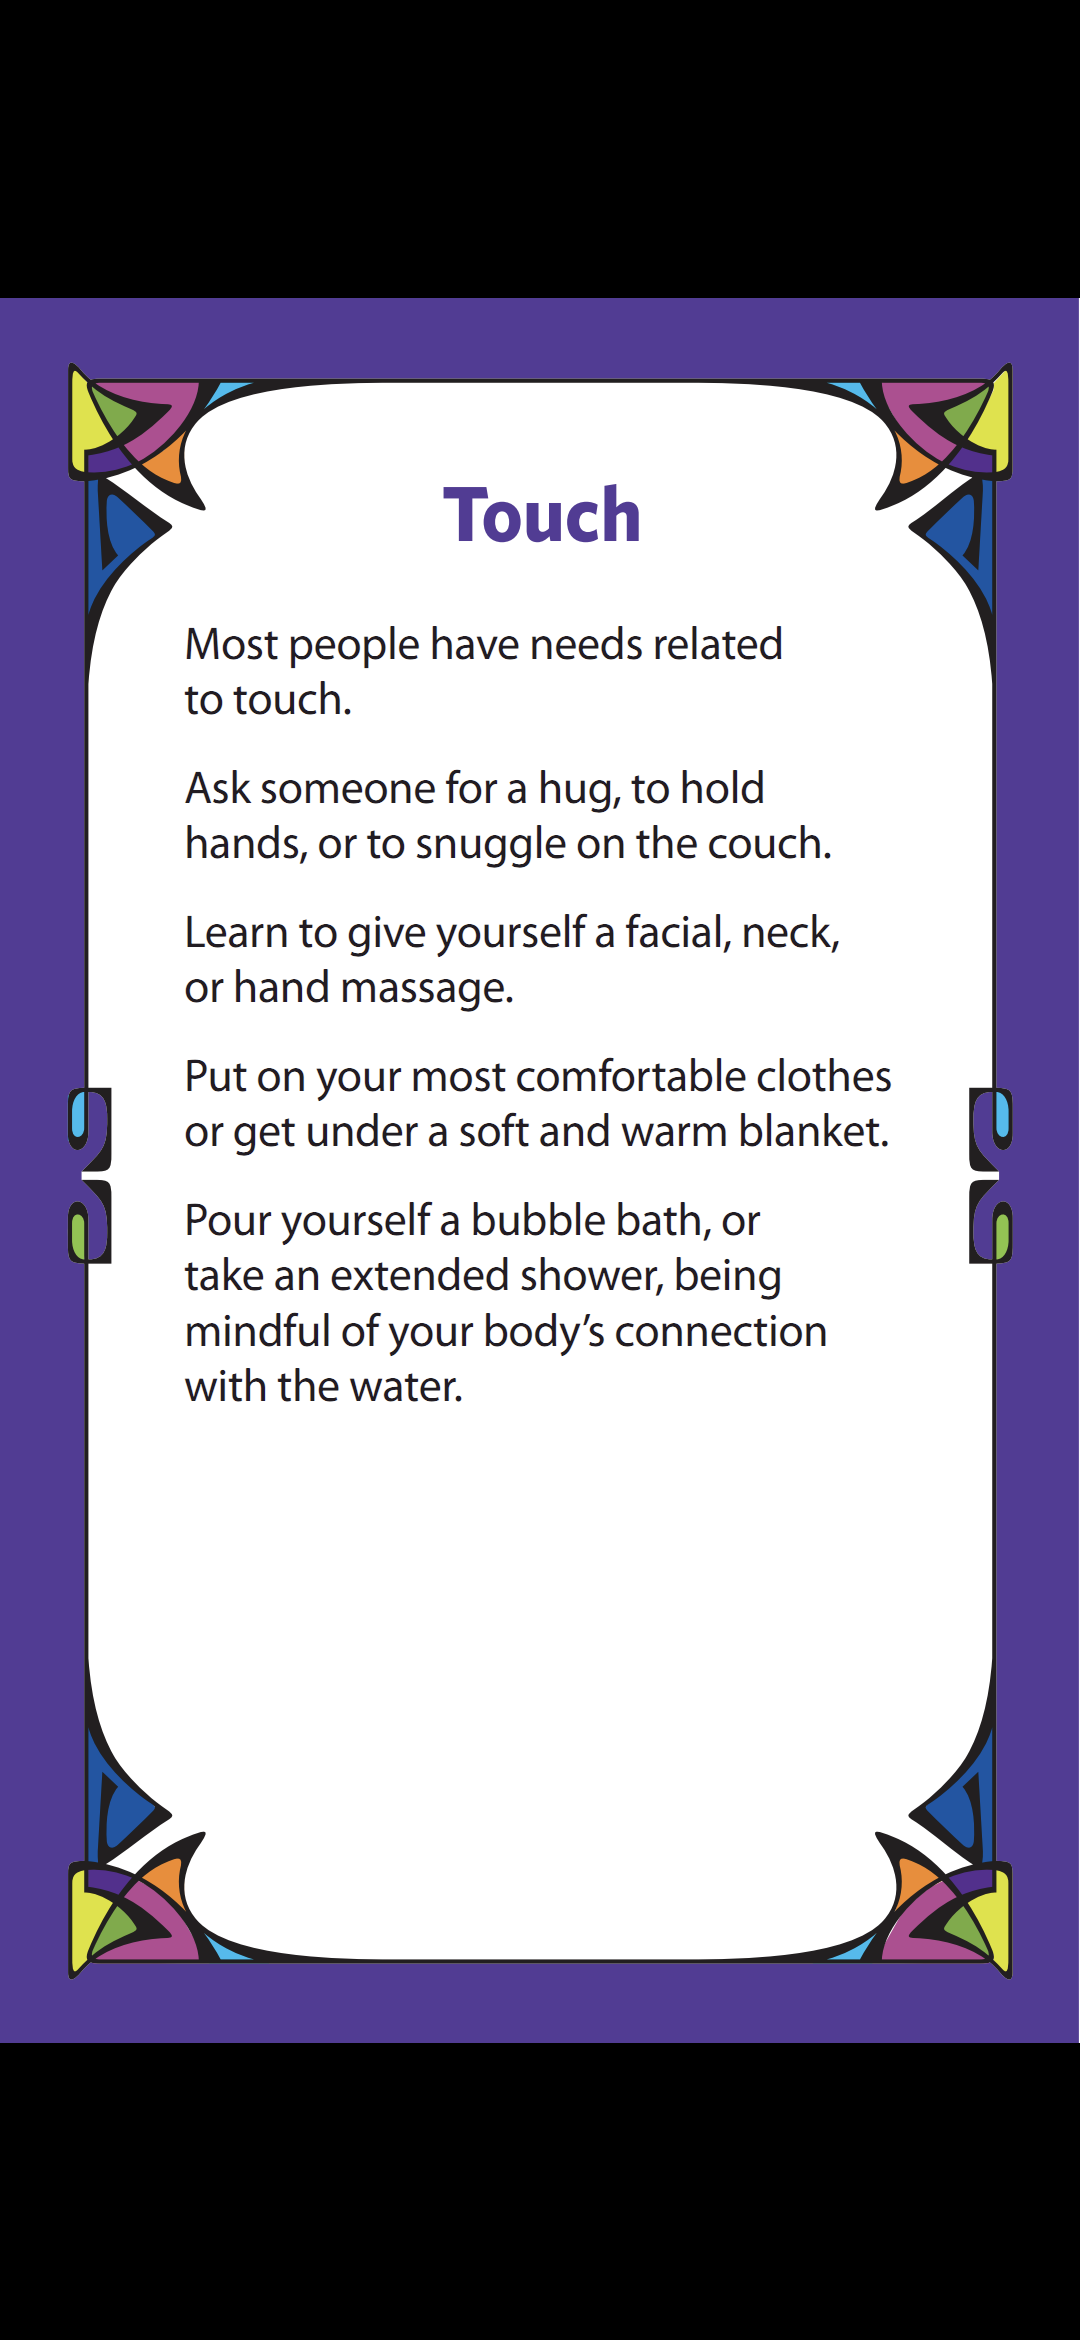 Touch
Most people have needs related
to touch.
Ask someone for a hug, to hold
hands, or to snuggle on the couch.
Learn to give yourself a facial, neck,
or hand massage.
Put on your most comfortable clothes
or get under a soft and warm blanket.
Pour yourself a bubble bath, or
take an extended shower, being
mindful of your body’s connection
with the water.